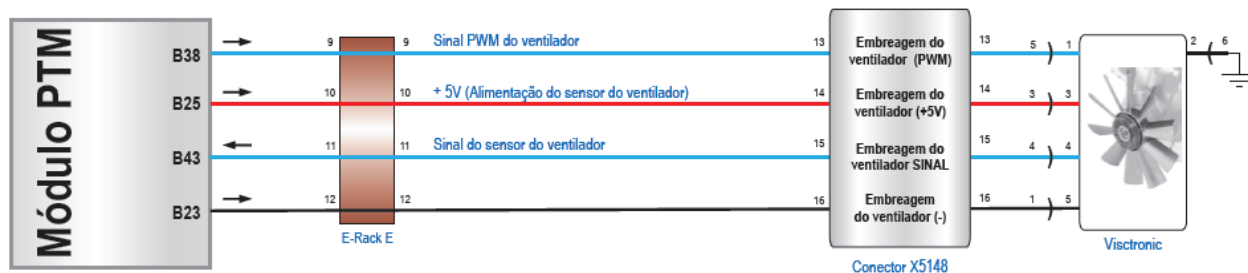 Módulo PTM
B38
9
9
Sinal PWM do ventilador
13
Embreagem do
ventilador (PWM)
13
5
1
2
6
B25
10
10
+ 5V (Alimentação do sensor do ventilador)
14
Embreagem do
ventilador (+5V)
14
3
3
B43
11
11
Sinal do sensor do ventilador
15
Embreagem do
ventilador SINAL
15
4
4
B23
12
12
16
Embreagem
do ventilador (-)
16
1
5
E-Rack E
Conector X5148
Visctronic